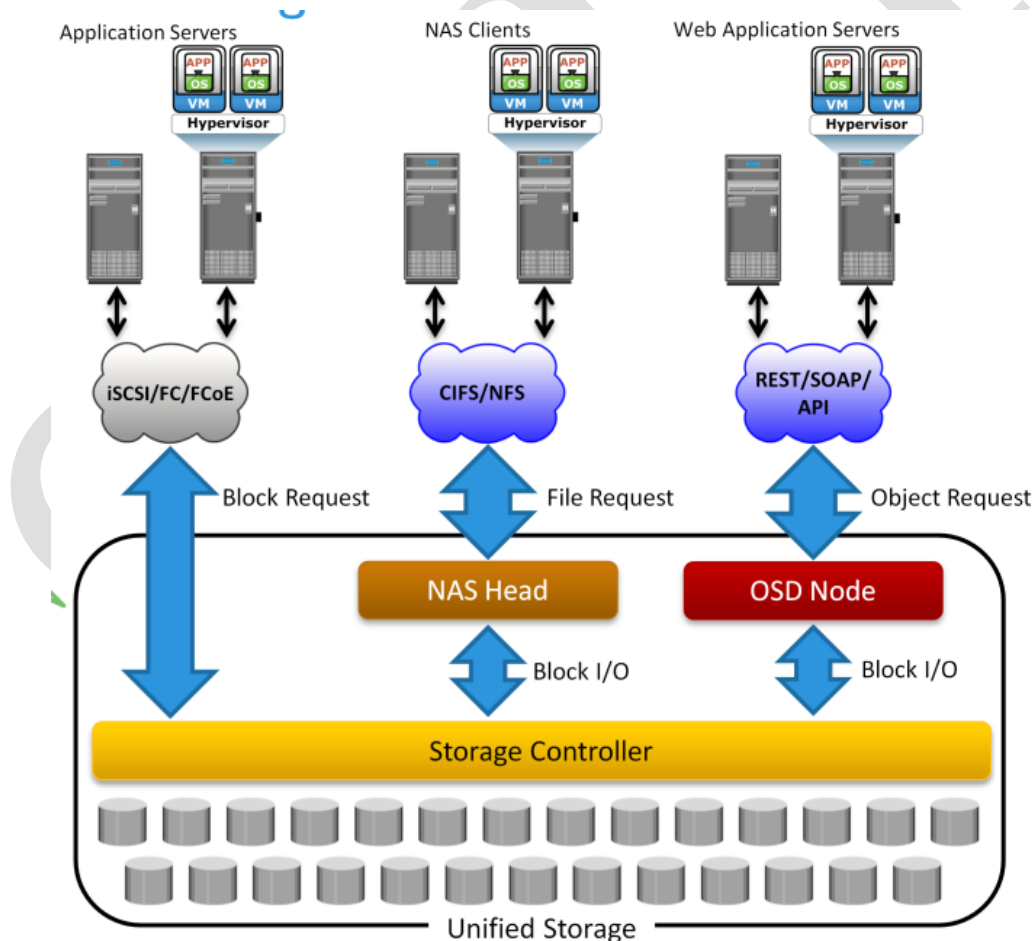 Application Servers
NAS Clients
Web Application Servers
APP
OS
VM
APP
OS
VM
Hypervisor
APP
OS
VM
APP
OS
VM
Hypervisor
APP
OS
VM
APP
OS
VM
Hypervisor
iSCSI/FC/FCoE
CIFS/NFS
REST/SOAP/
API
Block Request
File Request
Object Request
NAS Head
OSD Node
Block I/O
Block I/O
Storage Controller
Unified Storage